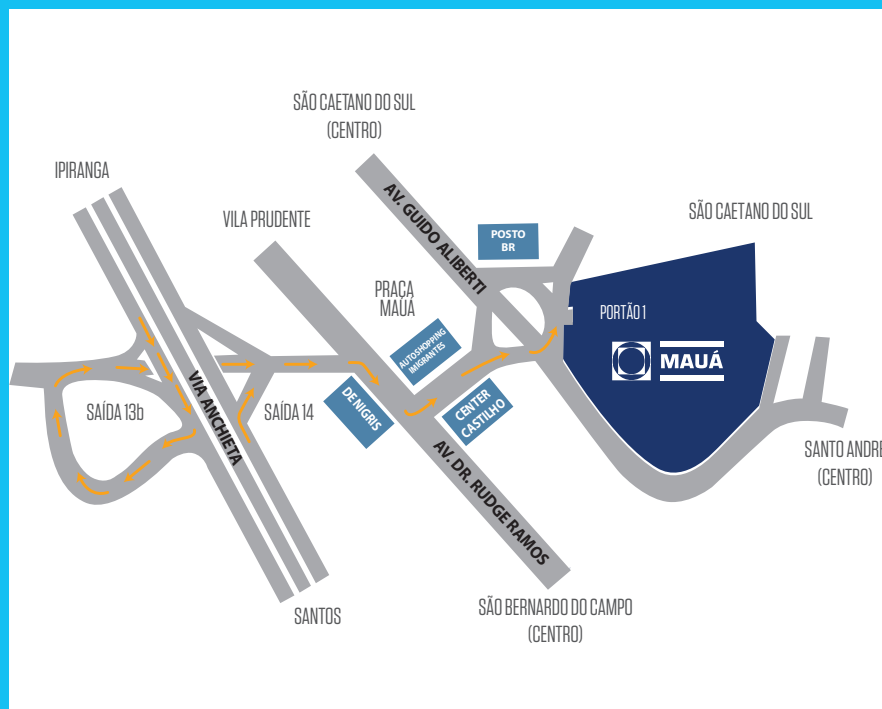 SÃO CAETANO DO SUL
(CENTRO)
IPIRANGA
VILA PRUDENTE
AV. GUIDO ALIBERTI
POSTO
BR
SÃO CAETANO DO SUL
PRAÇA
MAUÁ
PORTÃO 1
AUTOSHOPPING
IMIGRANTES
MAUÁ
SAÍDA 13b
VIA ANCHIETA
SAÍDA 14
DE NIGRIS
CENTER
CASTILHO
AV. DR. RUDGE RAMOS
SANTO ANDRÉ
(CENTRO)
SANTOS
SÃO BERNARDO DO CAMPO
(CENTRO)